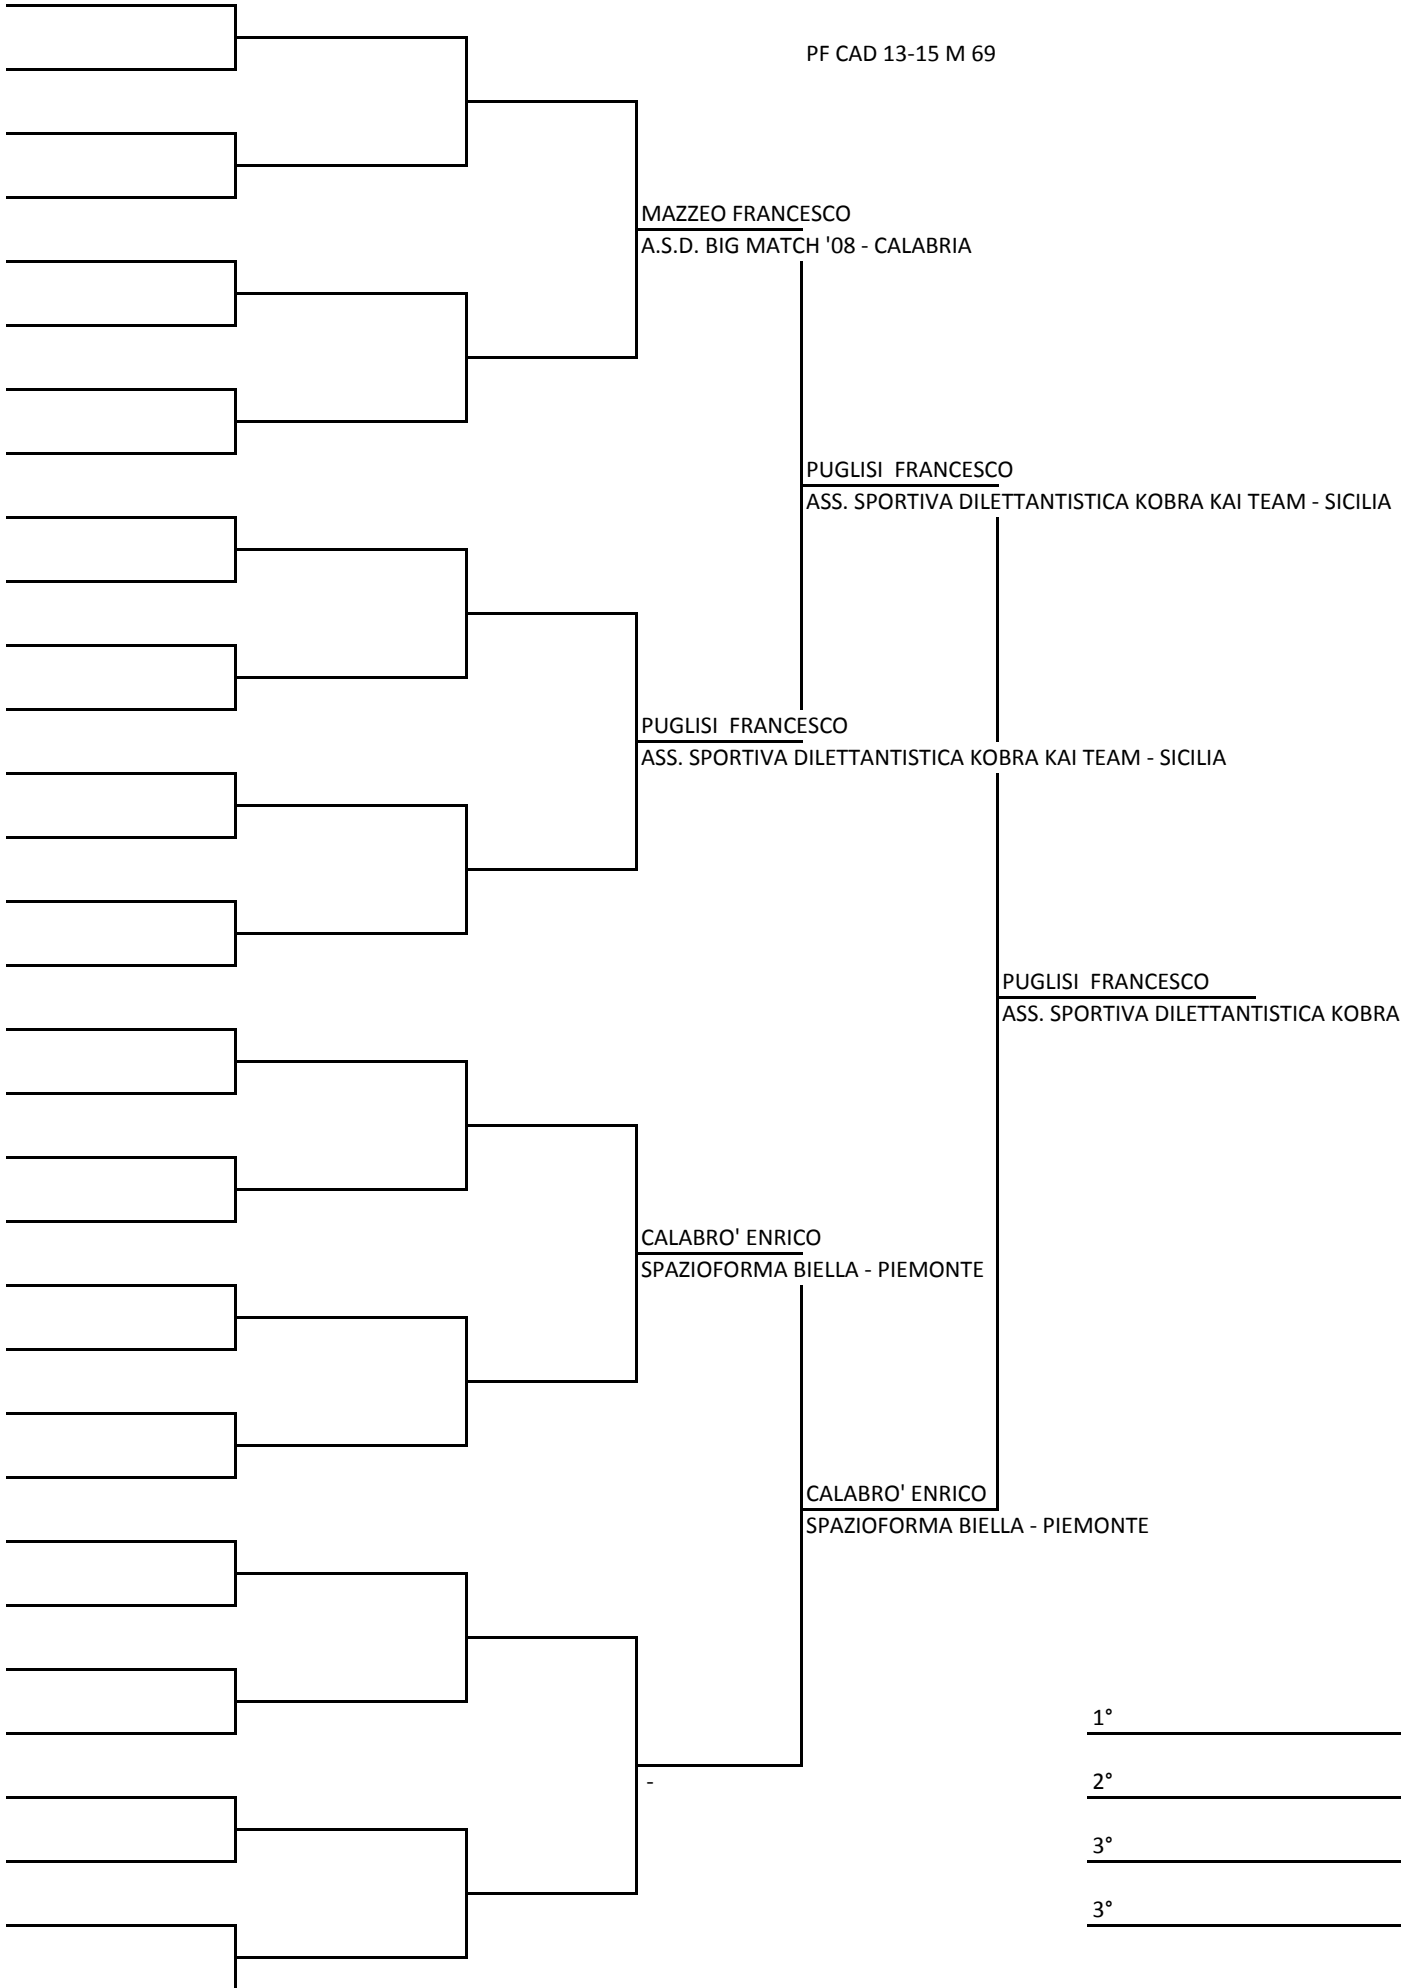 PF CAD 13-15 M 69
MAZZEO FRANCESCO
A.S.D. BIG MATCH '08 - CALABRIA
PUGLISI  FRANCESCO
ASS. SPORTIVA DILETTANTISTICA KOBRA KAI TEAM - SICILIA
PUGLISI  FRANCESCO
ASS. SPORTIVA DILETTANTISTICA KOBRA KAI TEAM - SICILIA
PUGLISI  FRANCESCO
ASS. SPORTIVA DILETTANTISTICA KOBRA
CALABRO' ENRICO
SPAZIOFORMA BIELLA - PIEMONTE
CALABRO' ENRICO
SPAZIOFORMA BIELLA - PIEMONTE
1°
-
2°
3°
3°